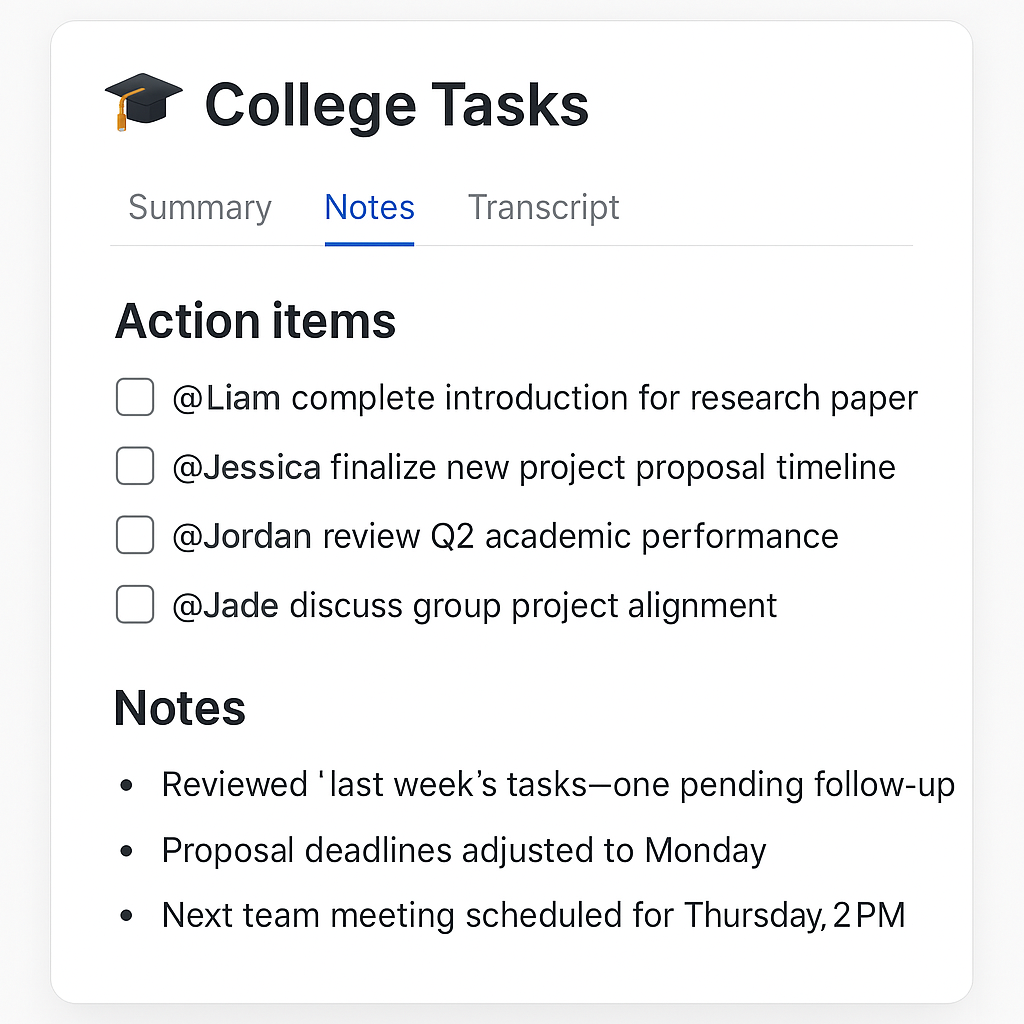 College Tasks
Summary Notes Transcript
Action items
@Liam complete introduction for research paper
@Jessica finalize new project proposal timeline
@Jordan review Q2 academic performance
@Jade discuss group project alignment
Notes
• Reviewed 'last week’s tasks—one pending follow-up
• Proposal deadlines adjusted to Monday
• Next team meeting scheduled for Thursday, 2 PM